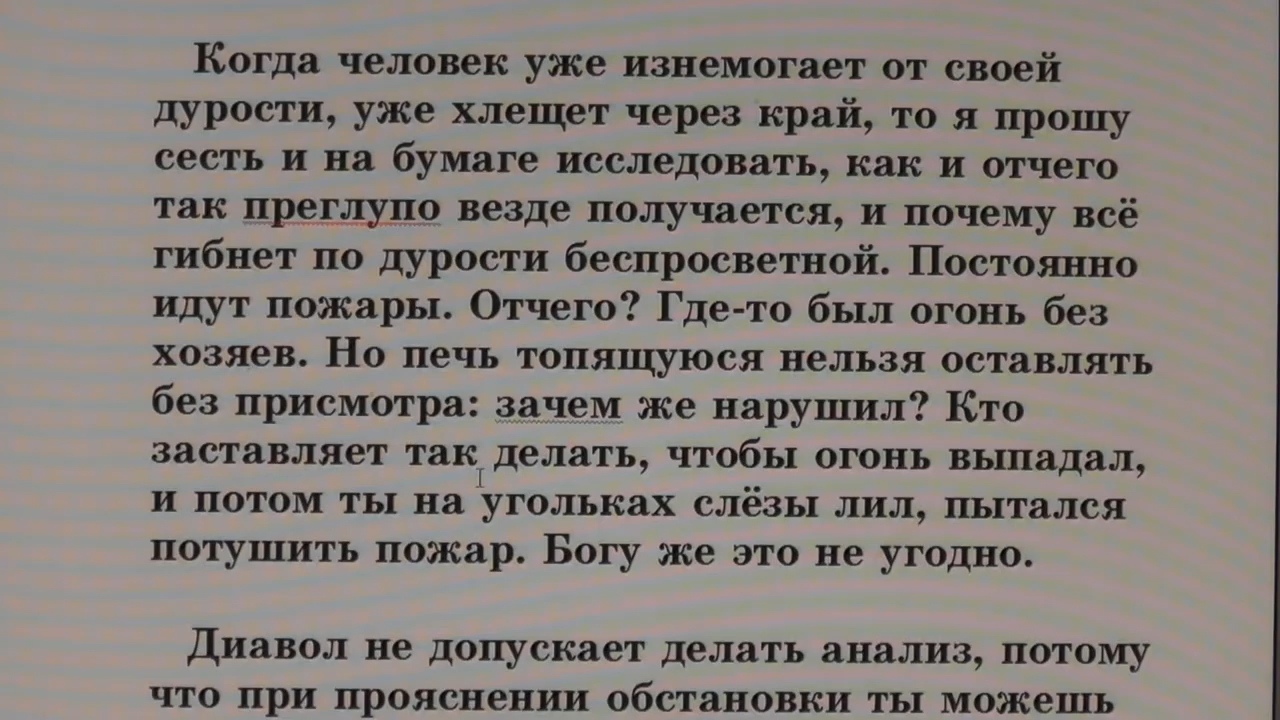 Когда человек уже изнемогает от своей
дурости, уже хлещет через край, то я прошу
сесть и на бумаге исследовать, как и отчего
так преглупо везде получается, и почему всё
гибнет по дурости беспросветной. Постоянно
идут пожары. Отчего? Где-то был огонь без
хозяев. Но печь топящуюся нельзя оставлять
без присмотра: зачем же нарушил? Кто
заставляет так делать, чтобы огонь выпадал,
и потом ты на угольках слёзы лил, пытался
потушить пожар. Богу же это не угодно.
Диавол не допускает делать анализ, потому
что при прояснении обстановки ты можешь